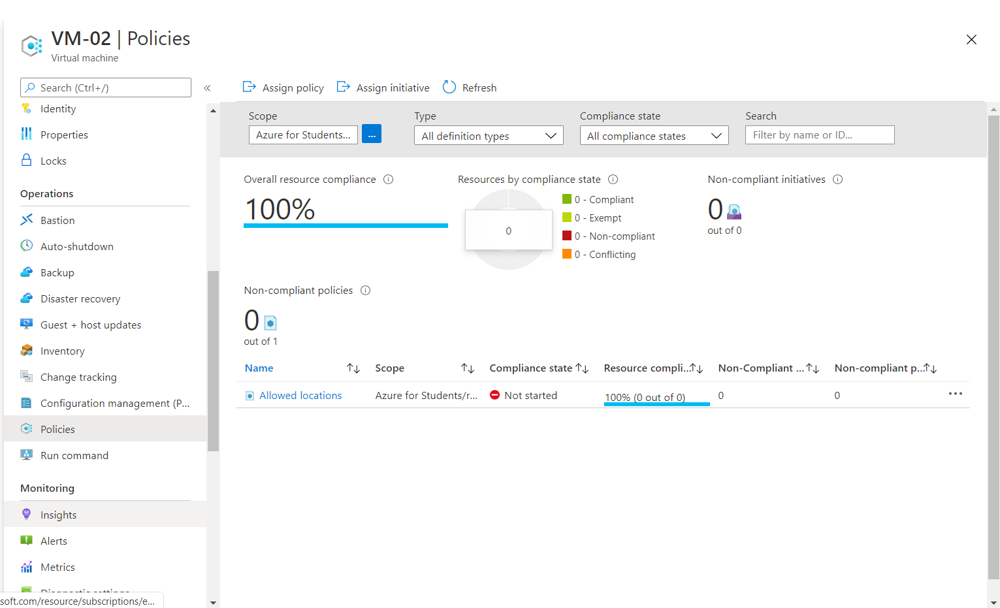 VM-02 | Policies
Virtual machine
Search (Ctrl+/)
«
Identity
Properties
Locks
Operations
Bastion
Auto-shutdown
Backup
Disaster recovery
Guest + host updates
Inventory
Change tracking
Configuration management (P...
Policies
Run command
Monitoring
Insights
Alerts
Metrics
Diagnostic settings
soft.com/resource/subscriptions/e...
Assign policy
Assign initiative
Refresh
Scope
Azure for Students...
...
Type
All definition types
Compliance state
All compliance states
Search
Filter by name or ID...
Overall resource compliance
100%
Resources by compliance state
0
0 - Compliant
0 - Exempt
0 - Non-compliant
0 - Conflicting
Non-compliant initiatives
0
out of 0
Non-compliant policies
0
out of 1
Name Scope Compliance state Resource compli... Non-Compliant ... Non-compliant p...
Allowed locations Azure for Students/r... Not started 100% (0 out of 0) 0 0